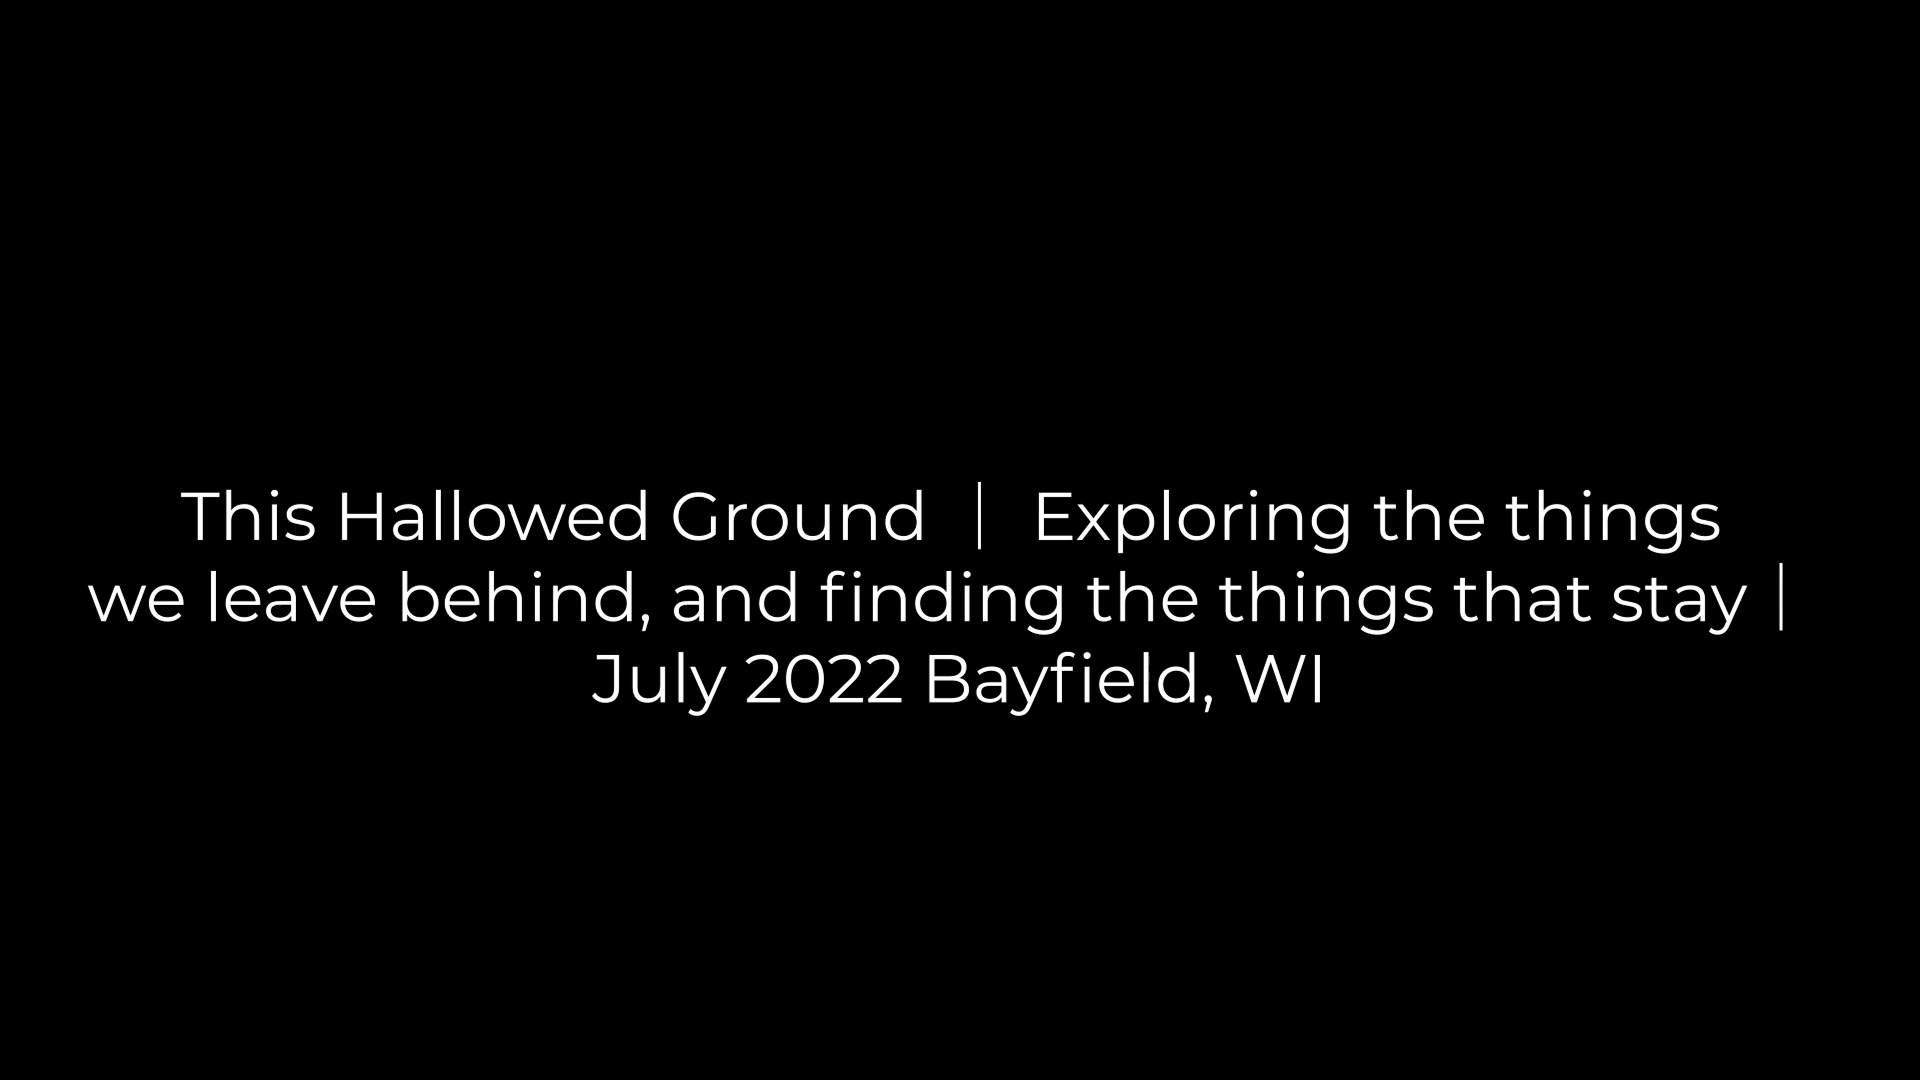 This Hallowed Ground | Exploring the things
we leave behind, and finding the things that stay |
July 2022 Bayfield, WI